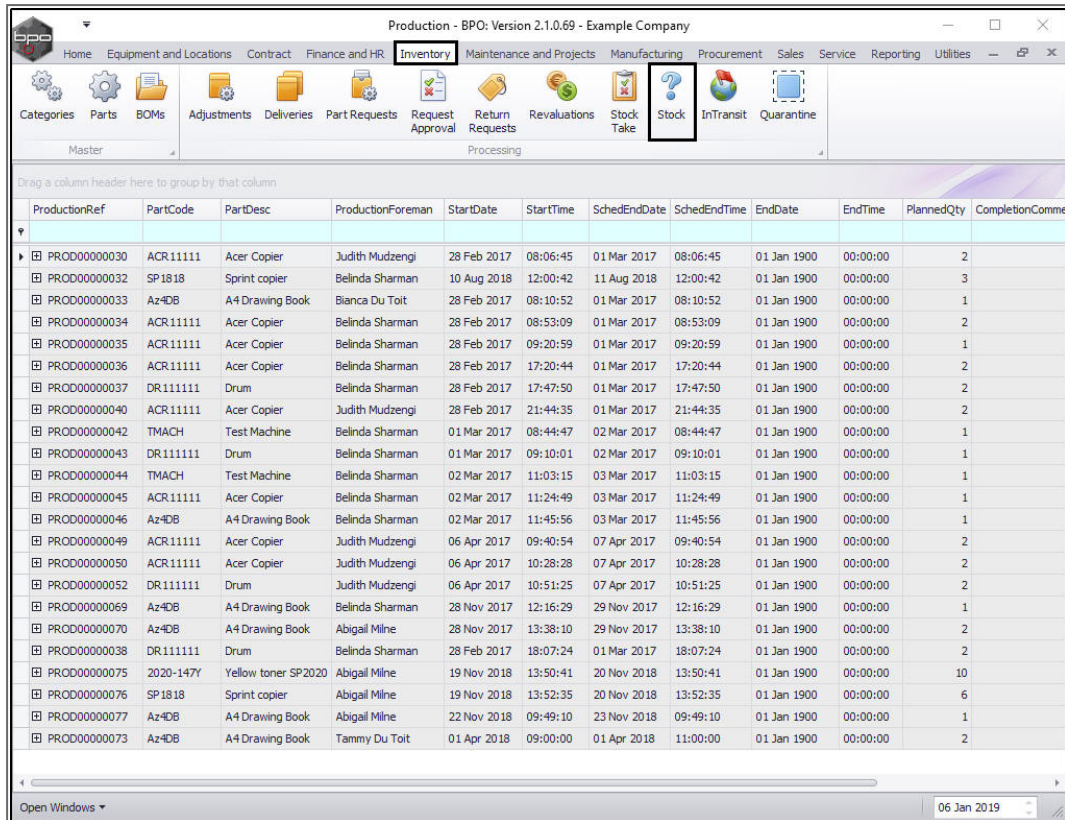 Production - BPO: Version 2.1.0.69 - Example Company
bpo
Home Equipment and Locations Contract Finance and HR Inventory Maintenance and Projects Manufacturing Procurement Sales Service Reporting Utilities
Categories Parts BOMs Adjustments Deliveries Part Requests Request Approval Return Requests Revaluations Stock Take Stock InTransit Quarantine
Master Processing
Drag a column header here to group by that column
ProductionRef PartCode PartDesc ProductionForeman StartDate StartTime SchedEndDate SchedEndTime EndDate EndTime PlannedQty CompletionComme
PROD00000030 ACR11111 Acer Copier Judith Mudzengi 28 Feb 2017 08:06:45 01 Mar 2017 08:06:45 01 Jan 1900 00:00:00 2
PROD00000032 SP1818 Sprint copier Belinda Sharman 10 Aug 2018 12:00:42 11 Aug 2018 12:00:42 01 Jan 1900 00:00:00 3
PROD00000033 Az4DB A4 Drawing Book Bianca Du Toit 28 Feb 2017 08:10:52 01 Mar 2017 08:10:52 01 Jan 1900 00:00:00 1
PROD00000034 ACR11111 Acer Copier Belinda Sharman 28 Feb 2017 08:53:09 01 Mar 2017 08:53:09 01 Jan 1900 00:00:00 2
PROD00000035 ACR11111 Acer Copier Belinda Sharman 28 Feb 2017 09:20:59 01 Mar 2017 09:20:59 01 Jan 1900 00:00:00 1
PROD00000036 ACR11111 Acer Copier Belinda Sharman 28 Feb 2017 17:20:44 01 Mar 2017 17:20:44 01 Jan 1900 00:00:00 2
PROD00000037 DR111111 Drum Belinda Sharman 28 Feb 2017 17:47:50 01 Mar 2017 17:47:50 01 Jan 1900 00:00:00 2
PROD00000040 ACR11111 Acer Copier Judith Mudzengi 28 Feb 2017 21:44:35 01 Mar 2017 21:44:35 01 Jan 1900 00:00:00 2
PROD00000042 TMACH Test Machine Belinda Sharman 01 Mar 2017 08:44:47 02 Mar 2017 08:44:47 01 Jan 1900 00:00:00 1
PROD00000043 DR111111 Drum Belinda Sharman 01 Mar 2017 09:10:01 02 Mar 2017 09:10:01 01 Jan 1900 00:00:00 1
PROD00000044 TMACH Test Machine Belinda Sharman 02 Mar 2017 11:03:15 03 Mar 2017 11:03:15 01 Jan 1900 00:00:00 1
PROD00000045 ACR11111 Acer Copier Belinda Sharman 02 Mar 2017 11:24:49 03 Mar 2017 11:24:49 01 Jan 1900 00:00:00 1
PROD00000046 Az4DB A4 Drawing Book Belinda Sharman 02 Mar 2017 11:45:56 03 Mar 2017 11:45:56 01 Jan 1900 00:00:00 1
PROD00000049 ACR11111 Acer Copier Judith Mudzengi 06 Apr 2017 09:40:54 07 Apr 2017 09:40:54 01 Jan 1900 00:00:00 2
PROD00000050 ACR11111 Acer Copier Judith Mudzengi 06 Apr 2017 10:28:28 07 Apr 2017 10:28:28 01 Jan 1900 00:00:00 2
PROD00000052 DR111111 Drum Judith Mudzengi 06 Apr 2017 10:51:25 07 Apr 2017 10:51:25 01 Jan 1900 00:00:00 2
PROD00000069 Az4DB A4 Drawing Book Belinda Sharman 28 Nov 2017 12:16:29 29 Nov 2017 12:16:29 01 Jan 1900 00:00:00 1
PROD00000070 Az4DB A4 Drawing Book Abigail Milne 28 Nov 2017 13:38:10 29 Nov 2017 13:38:10 01 Jan 1900 00:00:00 2
PROD00000038 DR111111 Drum Belinda Sharman 28 Feb 2017 18:07:24 01 Mar 2017 18:07:24 01 Jan 1900 00:00:00 2
PROD00000075 2020-147Y Yellow toner SP2020 Abigail Milne 19 Nov 2018 13:50:41 20 Nov 2018 13:50:41 01 Jan 1900 00:00:00 10
PROD00000076 SP1818 Sprint copier Abigail Milne 19 Nov 2018 13:52:35 20 Nov 2018 13:52:35 01 Jan 1900 00:00:00 6
PROD00000077 Az4DB A4 Drawing Book Abigail Milne 22 Nov 2018 09:49:10 23 Nov 2018 09:49:10 01 Jan 1900 00:00:00 1
PROD00000073 Az4DB A4 Drawing Book Tammy Du Toit 01 Apr 2018 09:00:00 01 Apr 2018 11:00:00 01 Jan 1900 00:00:00 2
Open Windows 06 Jan 2019